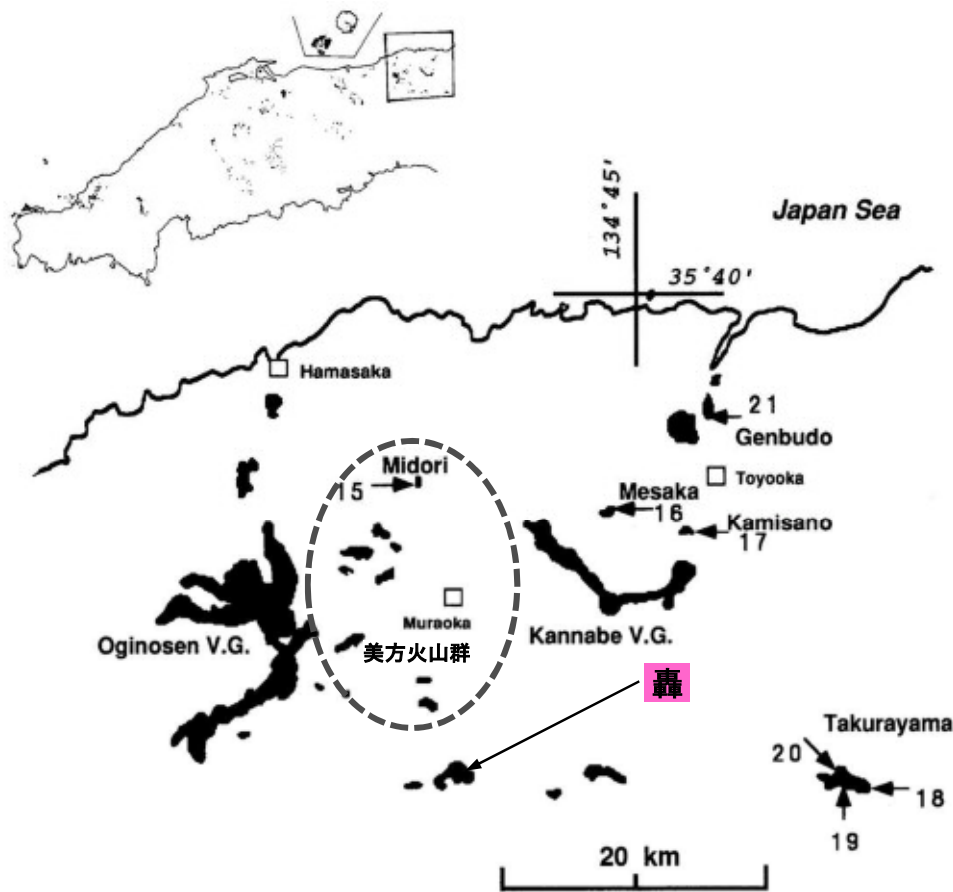 134°45'
Japan Sea
35°40'
Hamasaka
21
Genbudo
Midori
15
Toyooka
Mesaka
16
Kamisano
17
Muraoka
Oginosen V.G.
美方火山群
Kannabe V.G.
轟
Takurayama
20
18
19
20 km